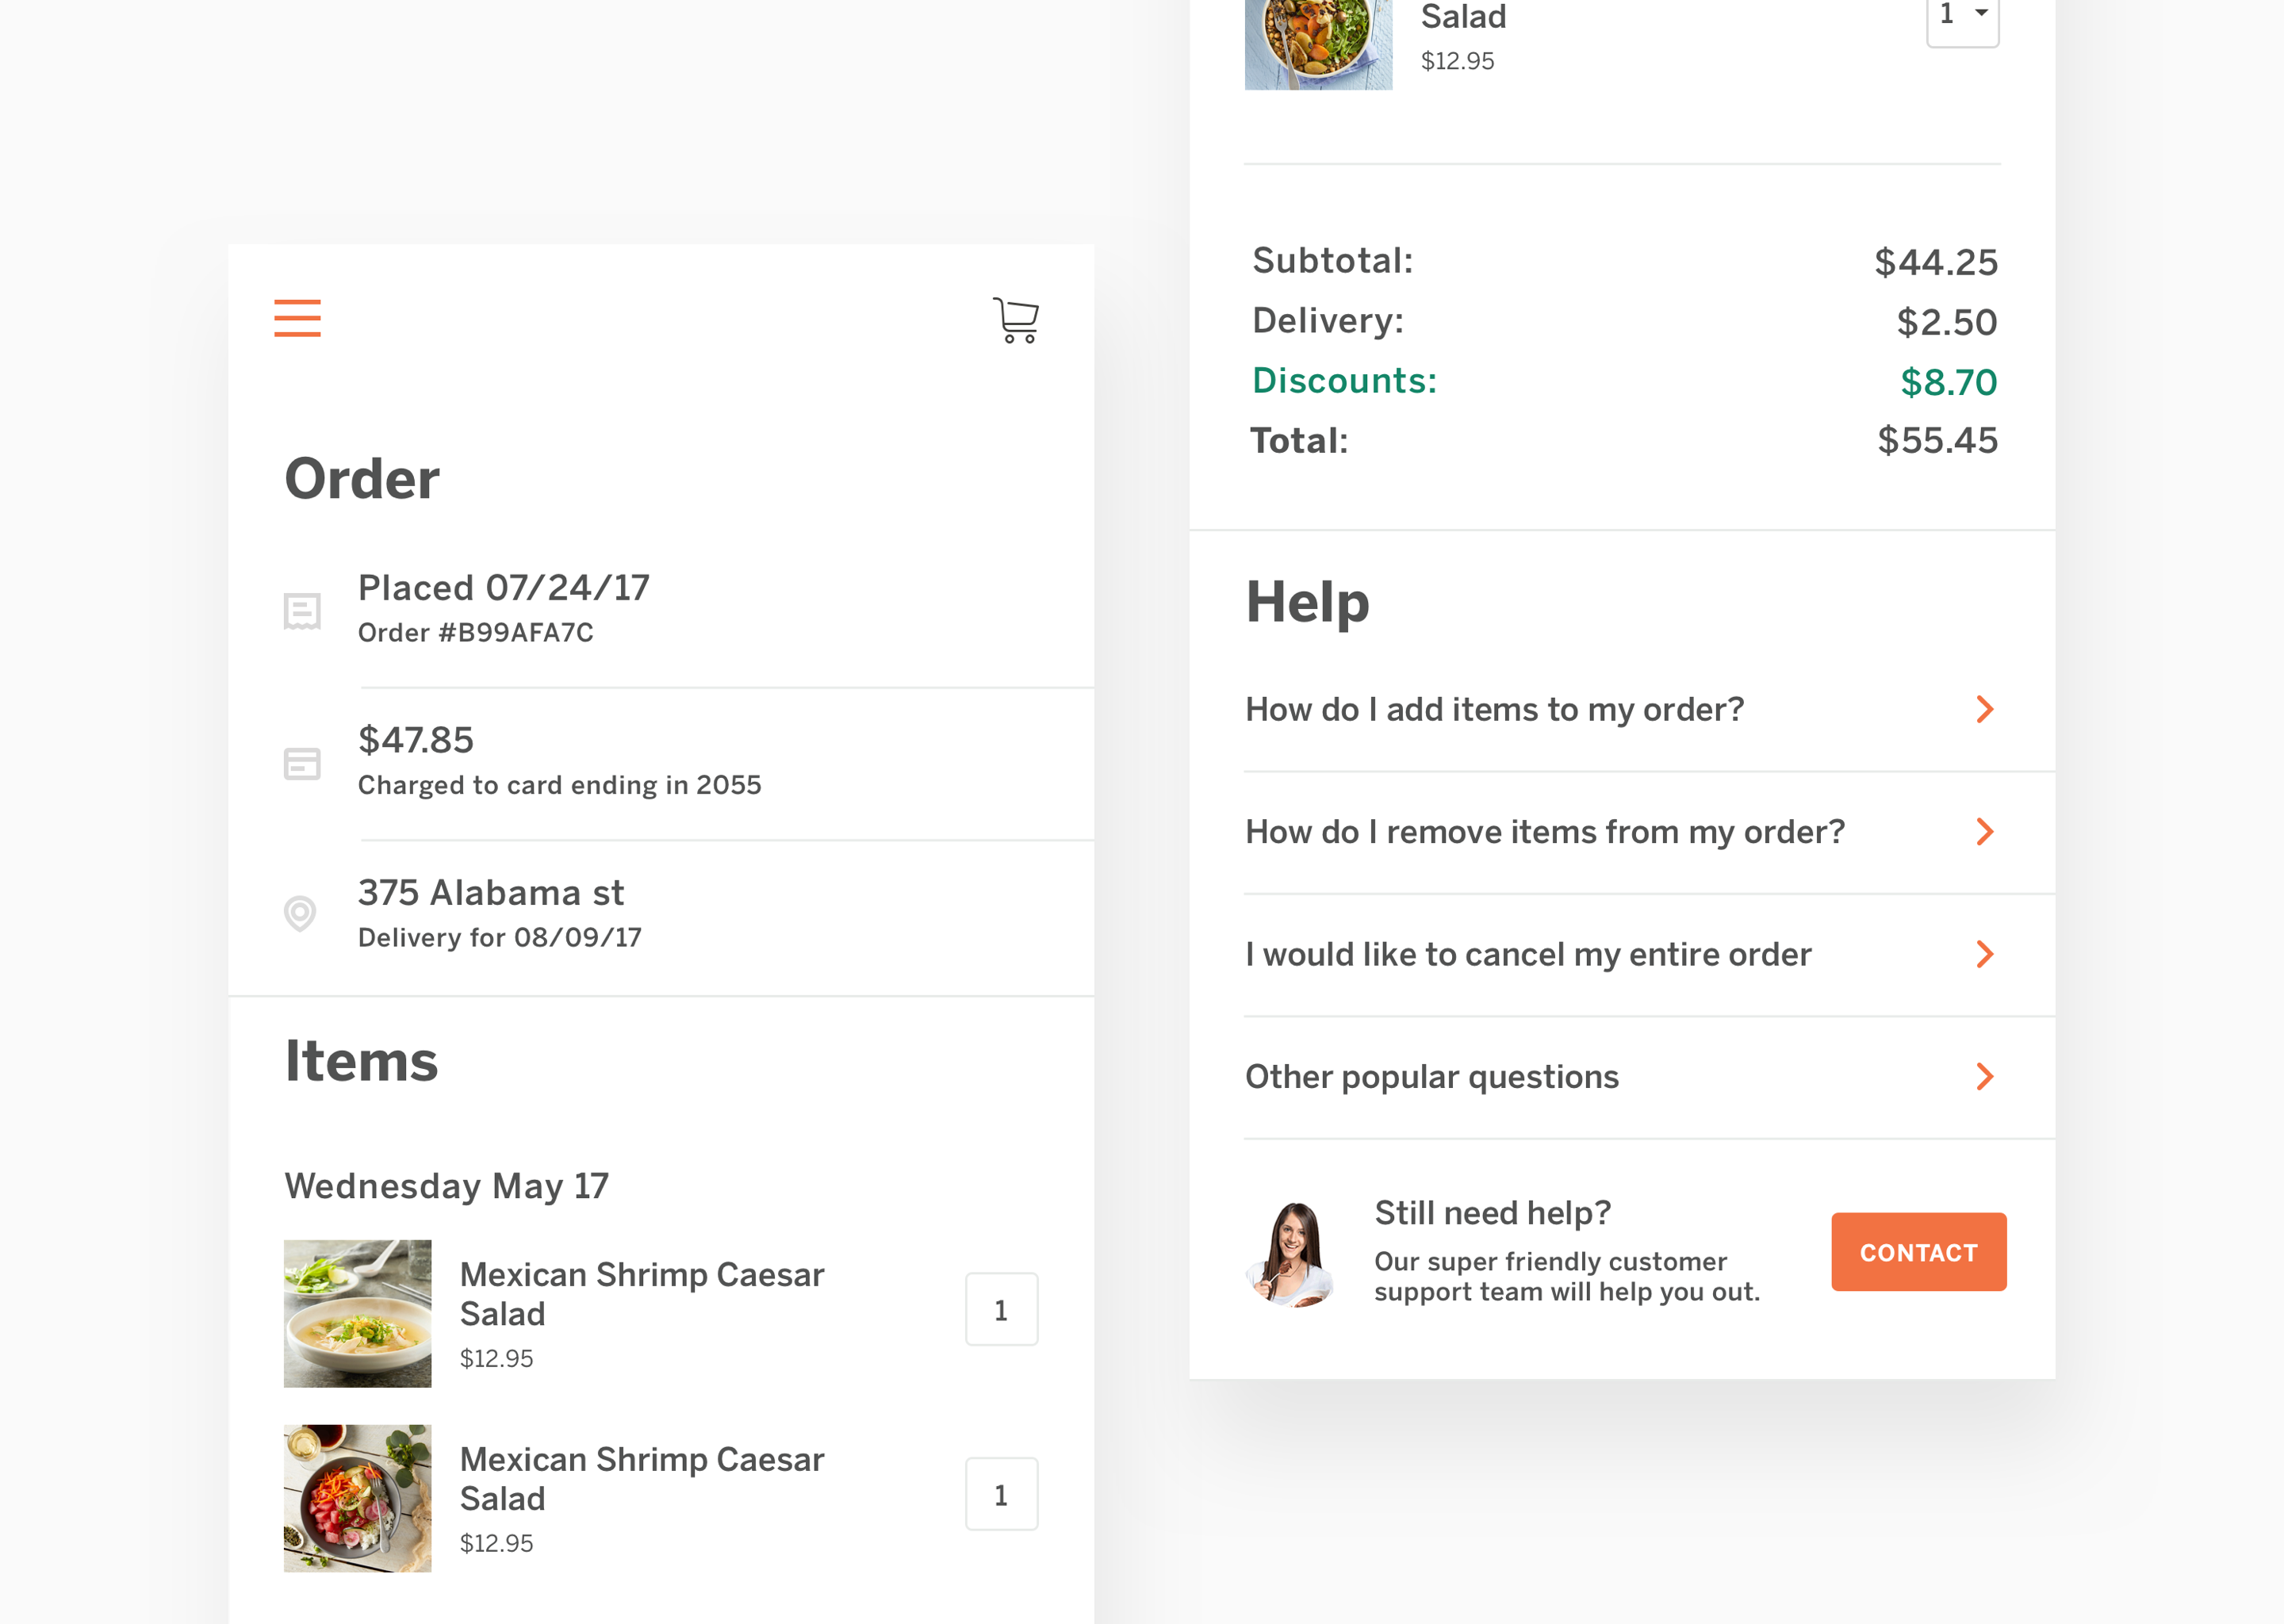 Order
Placed 07/24/17
Order #B99AFA7C
$47.85
Charged to card ending in 2055
375 Alabama st
Delivery for 08/09/17
Items
Wednesday May 17
Mexican Shrimp Caesar
Salad
$12.95
1
Mexican Shrimp Caesar
Salad
$12.95
1
Salad
$12.95
1
Subtotal: $44.25
Delivery: $2.50
Discounts: $8.70
Total: $55.45
Help
How do I add items to my order?
How do I remove items from my order?
I would like to cancel my entire order
Other popular questions
Still need help?
Our super friendly customer
support team will help you out.
CONTACT